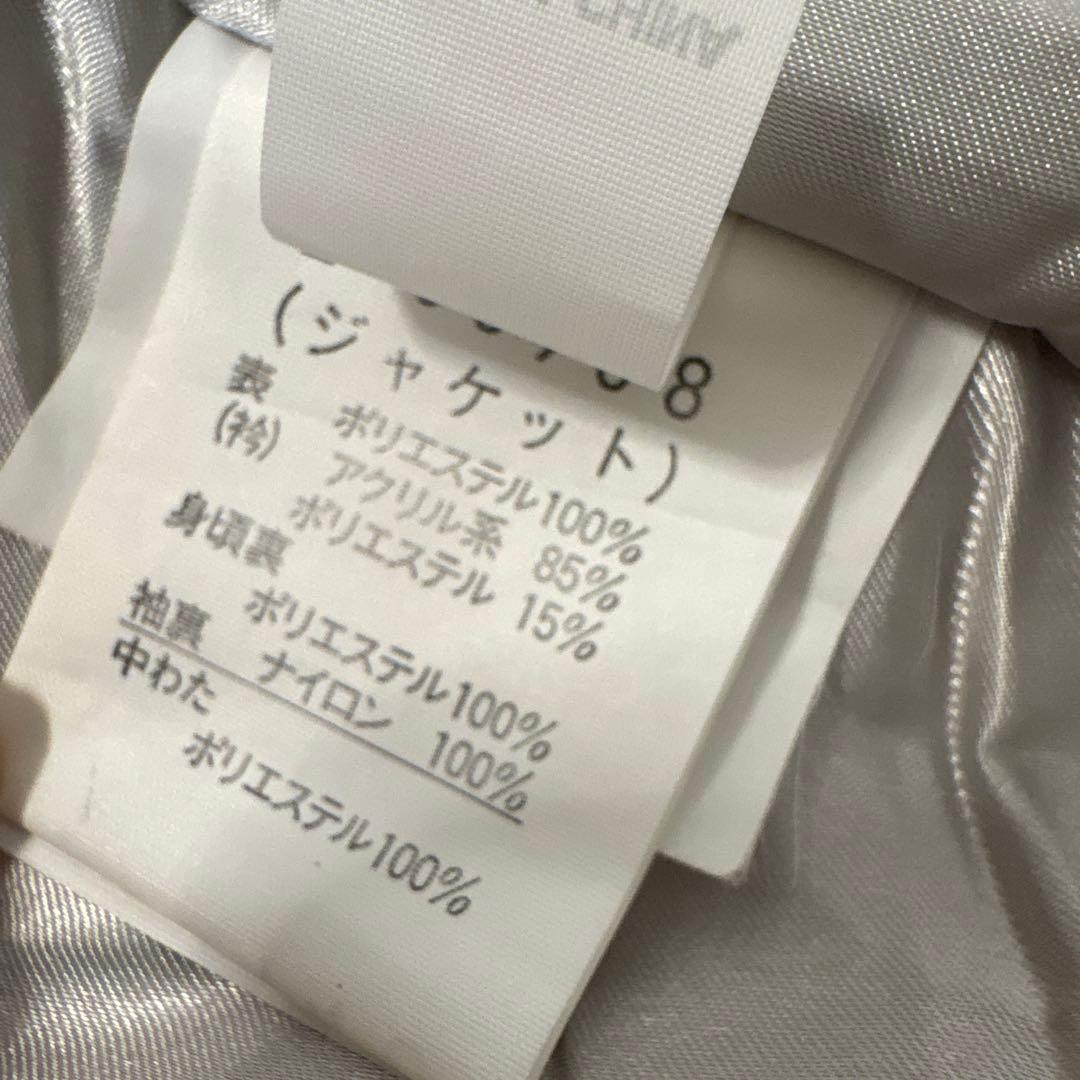 CHINA
8
(ジャケット)
表 ポリエステル100%
(衿) アクリル系 85%
ポリエステル 15%
身頃裏
ポリエステル100%
袖裏 ナイロン 100%
中わた
ポリエステル100%